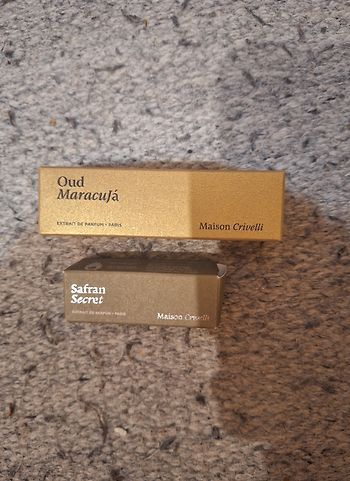 Oud
Maracujá
EXTRAIT DE PARFUM • PARIS
Maison Crivelli
Safran
Secret
EXTRAIT DE PARFUM • PARIS
Maison Crivelli